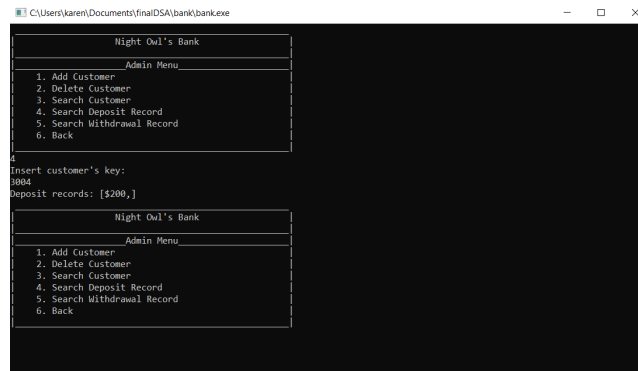 C:\Users\karen\Documents\finalDSA\bank\bank.exe
Night Owl's Bank
Admin Menu
1. Add Customer
2. Delete Customer
3. Search Customer
4. Search Deposit Record
5. Search Withdrawal Record
6. Back
4
Insert customer's key:
3004
Deposit records: [$200,]
Night Owl's Bank
Admin Menu
1. Add Customer
2. Delete Customer
3. Search Customer
4. Search Deposit Record
5. Search Withdrawal Record
6. Back